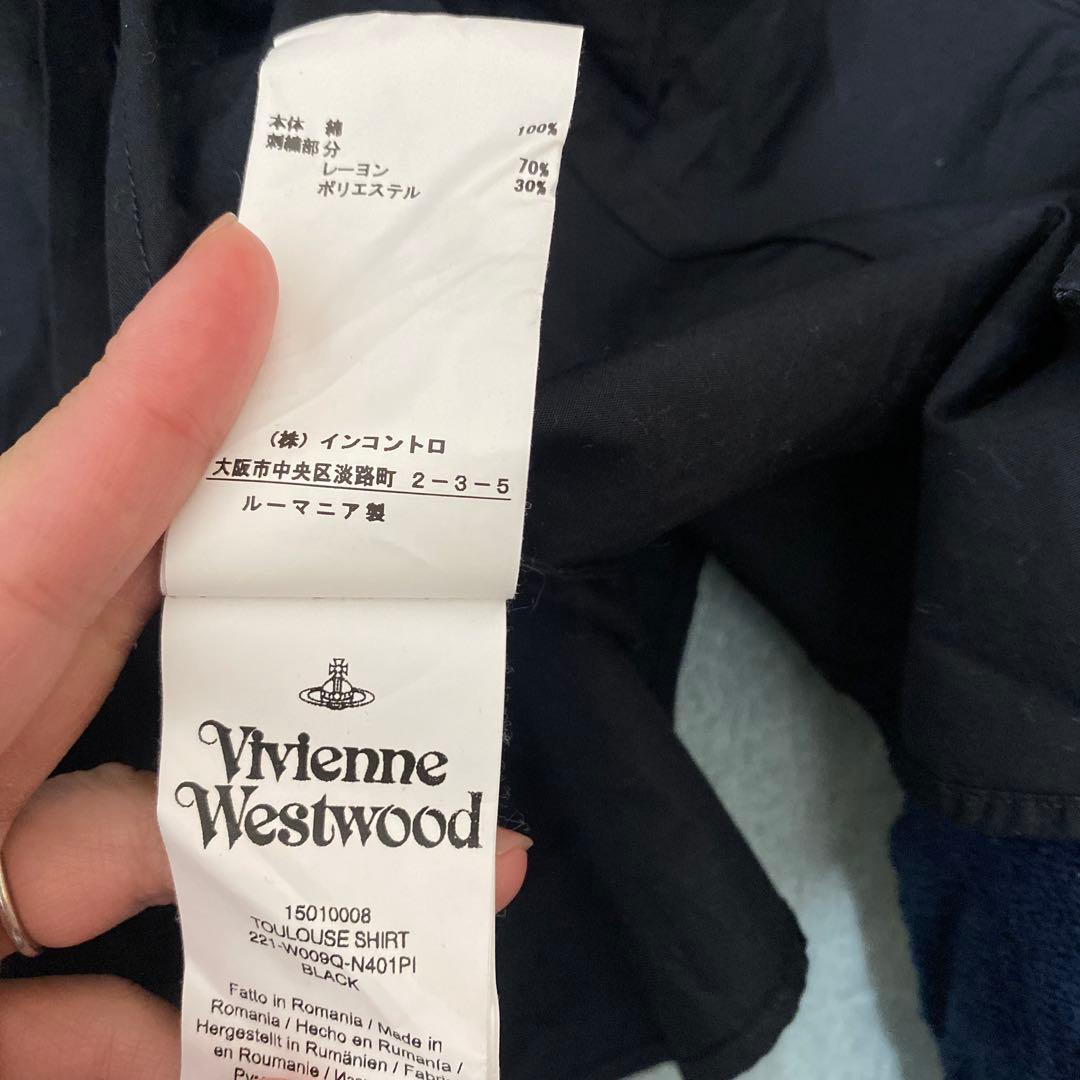 本体 綿 100%
刺繍部分
レーヨン 70%
ポリエステル 30%
(株)インコントロ
大阪市中央区淡路町 2-3-5
ルーマニア製
Vivienne
Westwood
15010008
TOULOUSE SHIRT
221-W009Q-N401PI
BLACK
Fatto in Romania / Made in
Romania / Hecho en Rumanía /
Hergestellt in Rumänien / Fabri
en Roumanie /